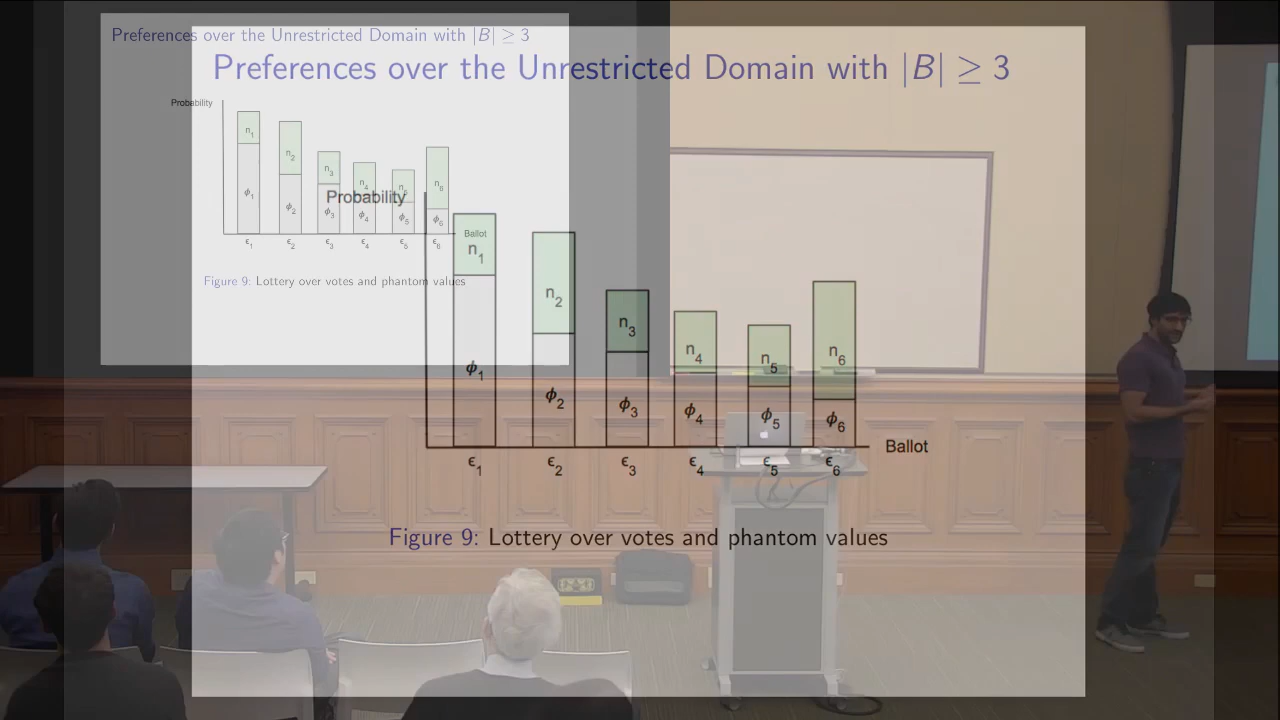 Preferences over the Unrestricted Domain with |B| ≥ 3
Probability
n1 n2 n3 n4 n5 n6
ϕ1 ϕ2 ϕ3 ϕ4 ϕ5 ϕ6
ϵ1 ϵ2 ϵ3 ϵ4 ϵ5 ϵ6
Ballot
Figure 9: Lottery over votes and phantom values
Preferences over the Unrestricted Domain with |B| ≥ 3
Probability
n1 n2 n3 n4 n5 n6
ϕ1 ϕ2 ϕ3 ϕ4 ϕ5 ϕ6
Ballot
ϵ1 ϵ2 ϵ3 ϵ4 ϵ5 ϵ6
Figure 9: Lottery over votes and phantom values